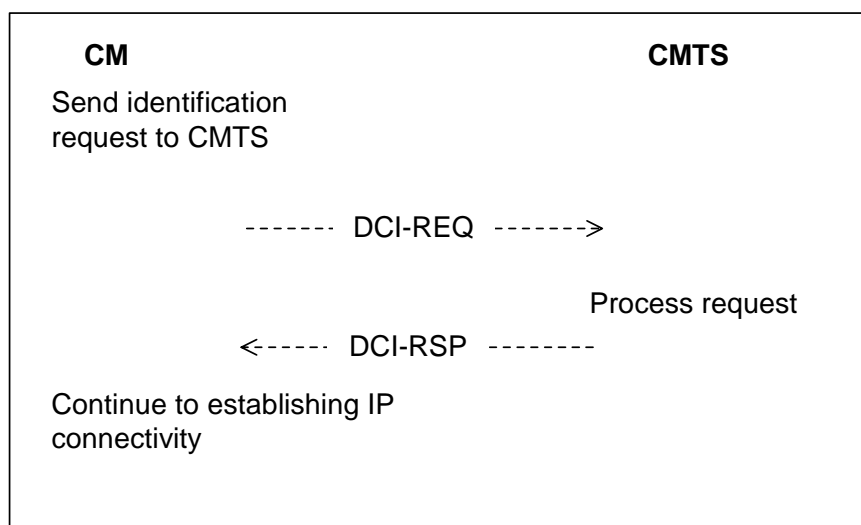 CM CMTS
Send identification
request to CMTS
DCI-REQ
Process request
DCI-RSP
Continue to establishing IP
connectivity